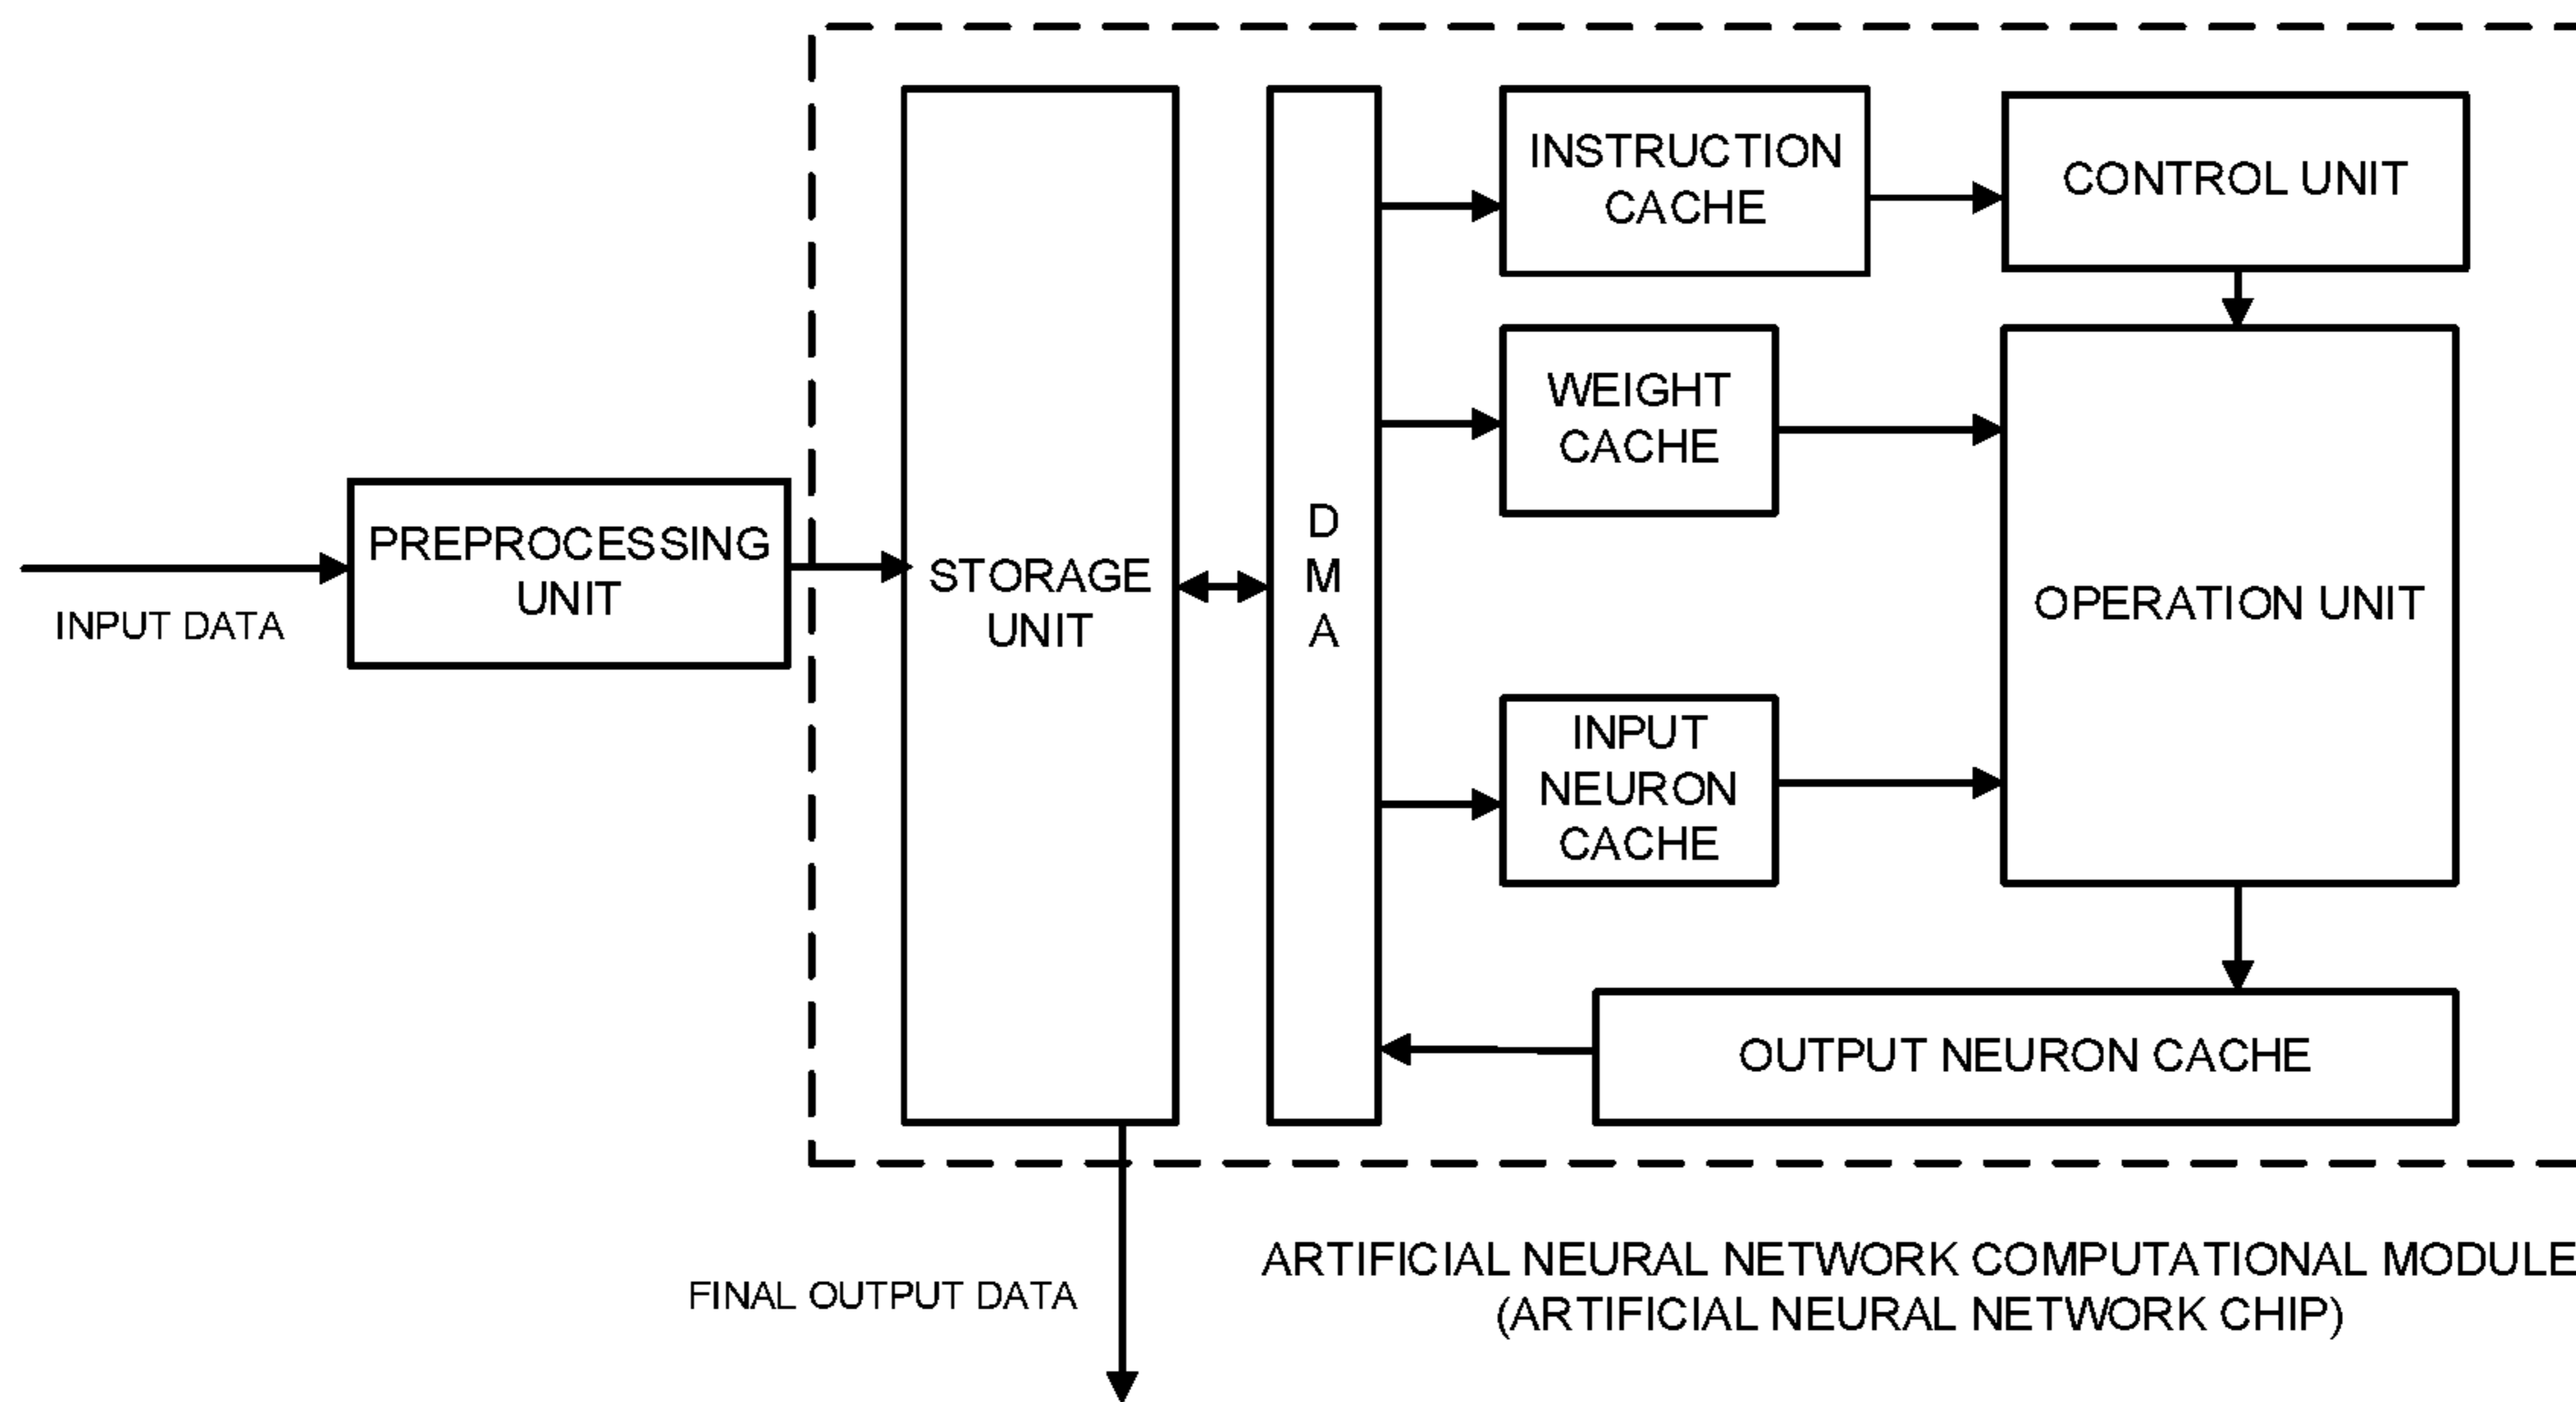 INPUT DATA
PREPROCESSING
UNIT
STORAGE
UNIT
D
M
A
INSTRUCTION
CACHE
CONTROL UNIT
WEIGHT
CACHE
OPERATION UNIT
INPUT
NEURON
CACHE
OUTPUT NEURON CACHE
FINAL OUTPUT DATA
ARTIFICIAL NEURAL NETWORK COMPUTATIONAL MODULE
(ARTIFICIAL NEURAL NETWORK CHIP)